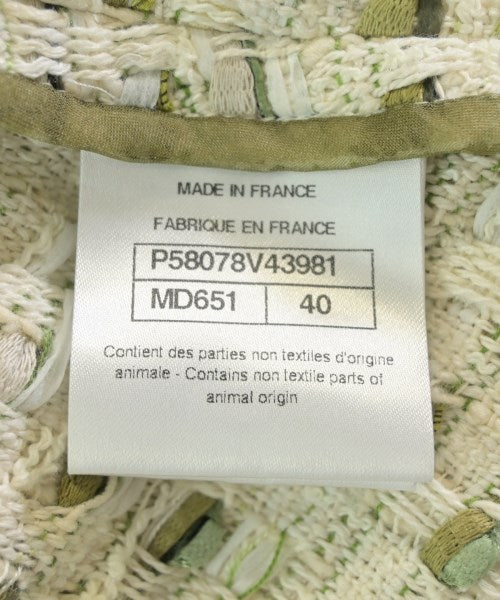 MADE IN FRANCE
FABRIQUE EN FRANCE
P58078V43981
MD651 40
Contient des parties non textiles d'origine
animale - Contains non textile parts of
animal origin